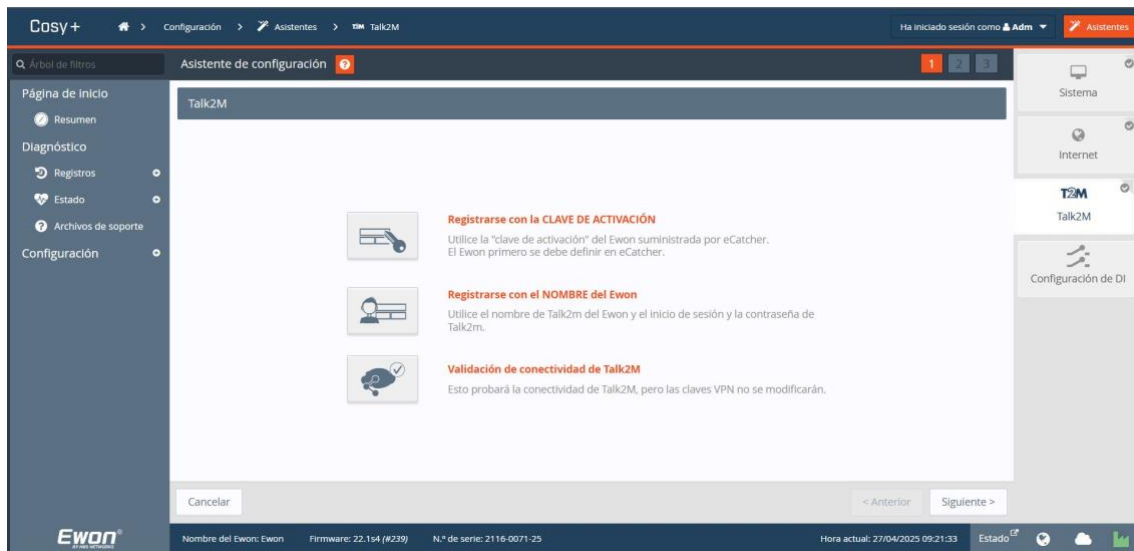 Cosy+
Configuración > Asistentes > T2M Talk2M
Ha iniciado sesión como Adm
Asistentes
Árbol de filtros
Página de inicio
Resumen
Diagnóstico
Registros
Estado
Archivos de soporte
Configuración
Asistente de configuración ?
1 2 3
Talk2M
Registrarse con la CLAVE DE ACTIVACIÓN
Utilice la "clave de activación" del Ewon suministrada por eCatcher.
El Ewon primero se debe definir en eCatcher.
Registrarse con el NOMBRE del Ewon
Utilice el nombre de Talk2m del Ewon y el inicio de sesión y la contraseña de
Talk2m.
Validación de conectividad de Talk2M
Esto probará la conectividad de Talk2M, pero las claves VPN no se modificarán.
Cancelar
< Anterior
Siguiente >
Sistema
Internet
T2M
Talk2M
Configuración de DI
Ewon®
BY HMS NETWORKS
Nombre del Ewon: Ewon
Firmware: 22.1s4 (#239)
N.º de serie: 2116-0071-25
Hora actual: 27/04/2025 09:21:33
Estado